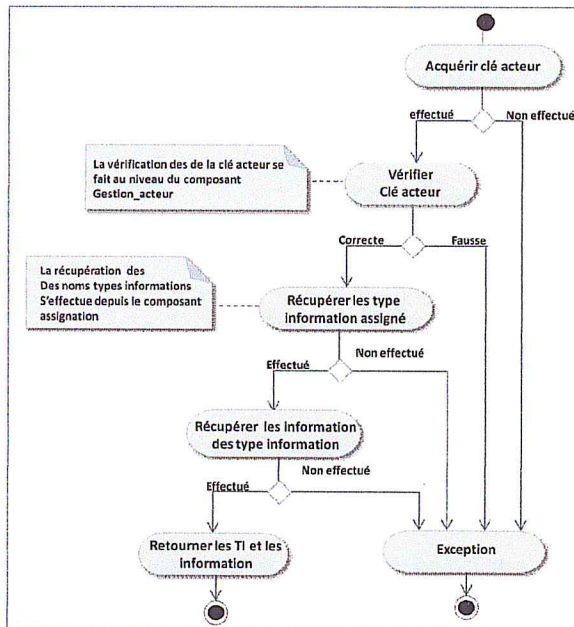 Acquérir clé acteur
effectué
Non effectué
La vérification des de la clé acteur se
fait au niveau du composant
Gestion_acteur
Vérifier
Clé acteur
Correcte
Fausse
La récupération des
Des noms types informations
S'effectue depuis le composant
assignation
Récupérer les type
information assigné
Effectué
Non effectué
Récupérer les information
des type information
Non effectué
Effectué
Retourner les TI et les
information
Exception